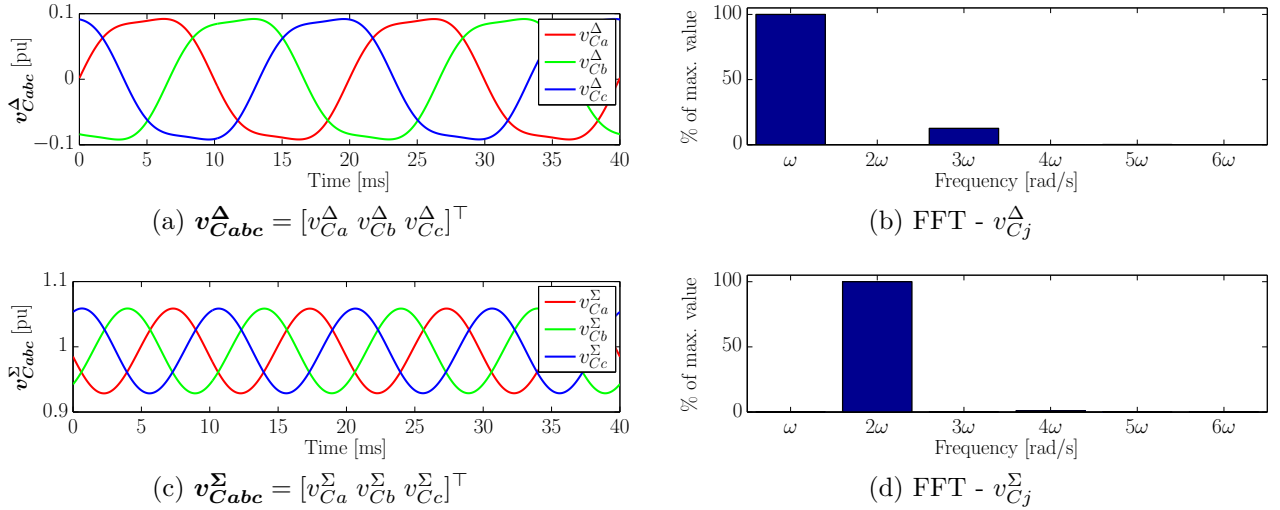 0.1
0
−0.1
v^Δ_Cabc [pu]
v^Δ_Ca
v^Δ_Cb
v^Δ_Cc
0 5 10 15 20 25 30 35 40
Time [ms]
(a) v^Δ_Cabc = [v^Δ_Ca v^Δ_Cb v^Δ_Cc]^⊤
100
50
0
% of max. value
ω 2ω 3ω 4ω 5ω 6ω
Frequency [rad/s]
(b) FFT - v^Δ_Cj
1.1
1
0.9
v^Σ_Cabc [pu]
v^Σ_Ca
v^Σ_Cb
v^Σ_Cc
0 5 10 15 20 25 30 35 40
Time [ms]
(c) v^Σ_Cabc = [v^Σ_Ca v^Σ_Cb v^Σ_Cc]^⊤
100
50
0
% of max. value
ω 2ω 3ω 4ω 5ω 6ω
Frequency [rad/s]
(d) FFT - v^Σ_Cj